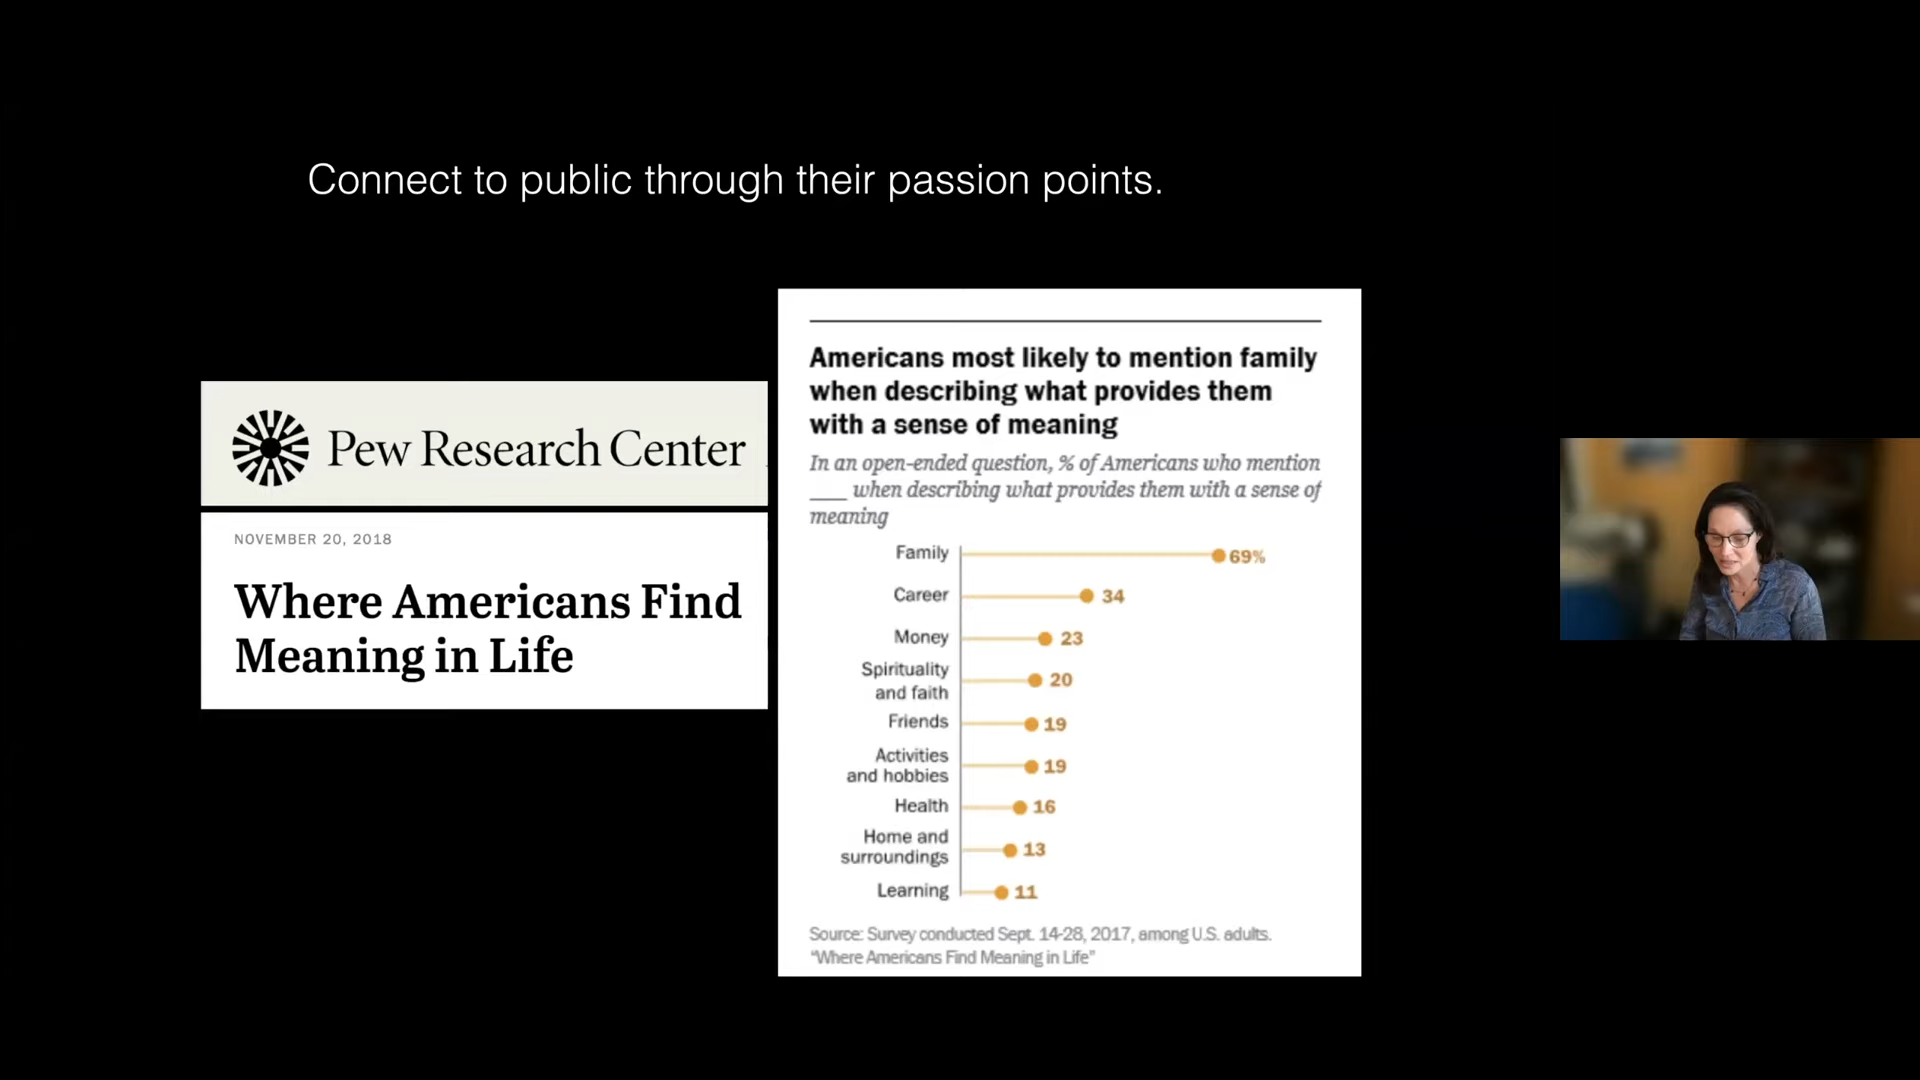 Connect to public through their passion points.
Pew Research Center
NOVEMBER 20, 2018
Where Americans Find
Meaning in Life
Americans most likely to mention family
when describing what provides them
with a sense of meaning
In an open-ended question, % of Americans who mention
___ when describing what provides them with a sense of
meaning
Family 69%
Career 34
Money 23
Spirituality
and faith 20
Friends 19
Activities
and hobbies 19
Health 16
Home and
surroundings 13
Learning 11
Source: Survey conducted Sept. 14-28, 2017, among U.S. adults.
"Where Americans Find Meaning in Life"